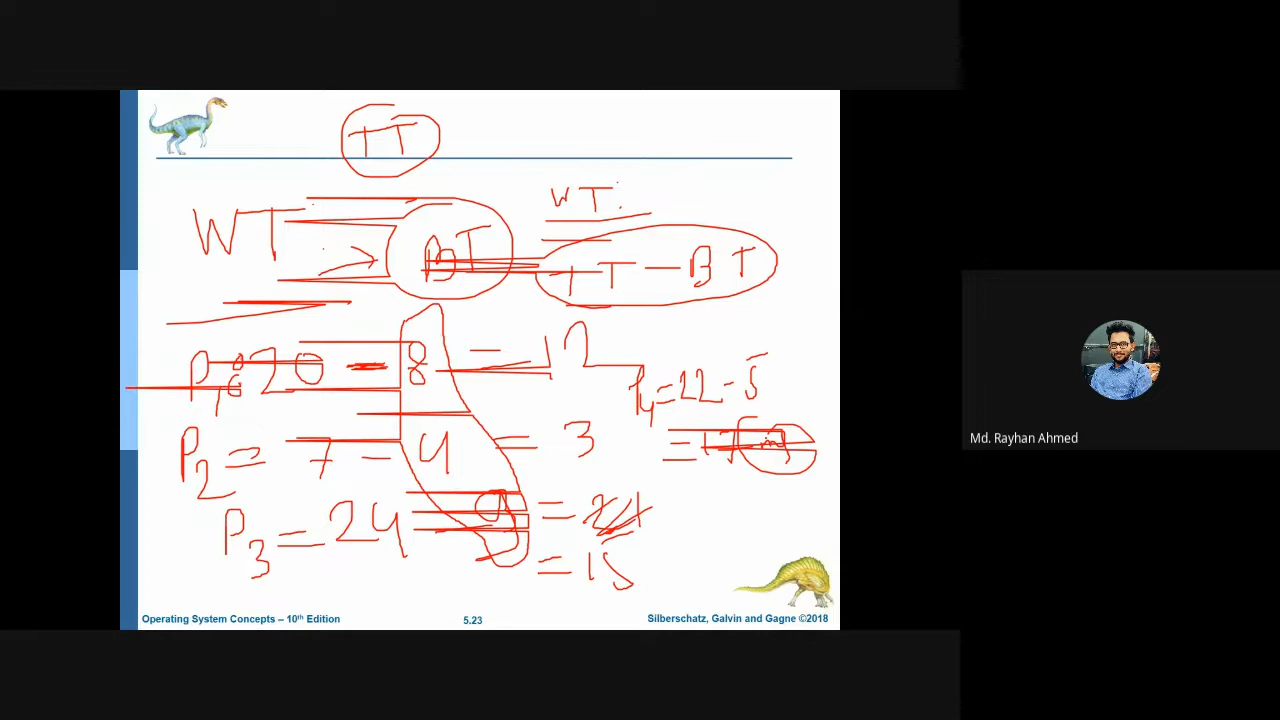 TT
WT BT WT:
TT - BT
P1: 20 - 8 = 12
P4 = 22 - 5
P2 = 7 - 4 = 3
= 17
P3 = 24 - 9
= 15
Md. Rayhan Ahmed
Operating System Concepts – 10th Edition 5.23 Silberschatz, Galvin and Gagne ©2018